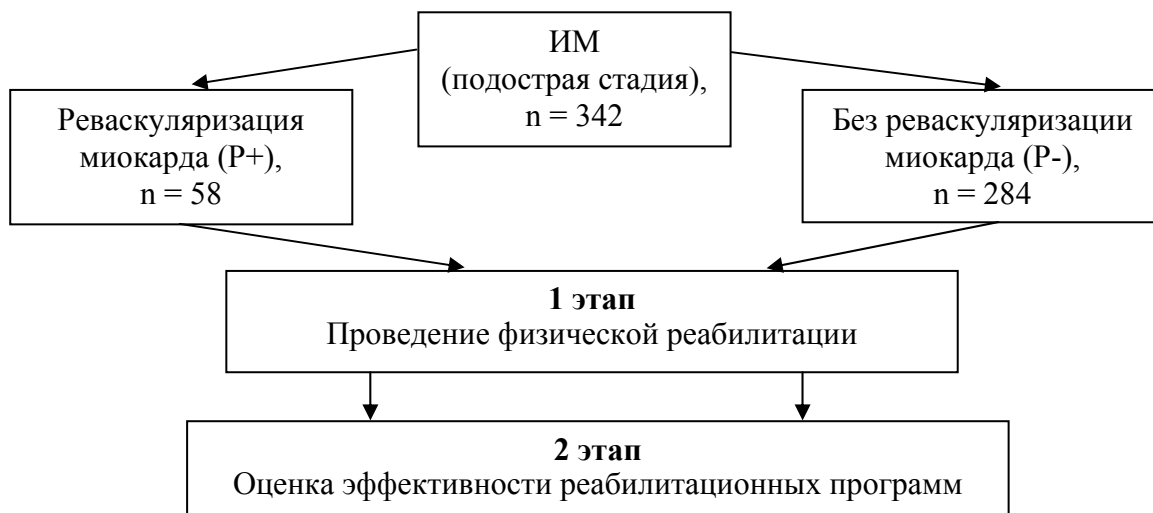 ИМ
(подострая стадия),
n = 342
Реваскуляризация
миокарда (Р+),
n = 58
Без реваскуляризации
миокарда (Р-),
n = 284
1 этап
Проведение физической реабилитации
2 этап
Оценка эффективности реабилитационных программ